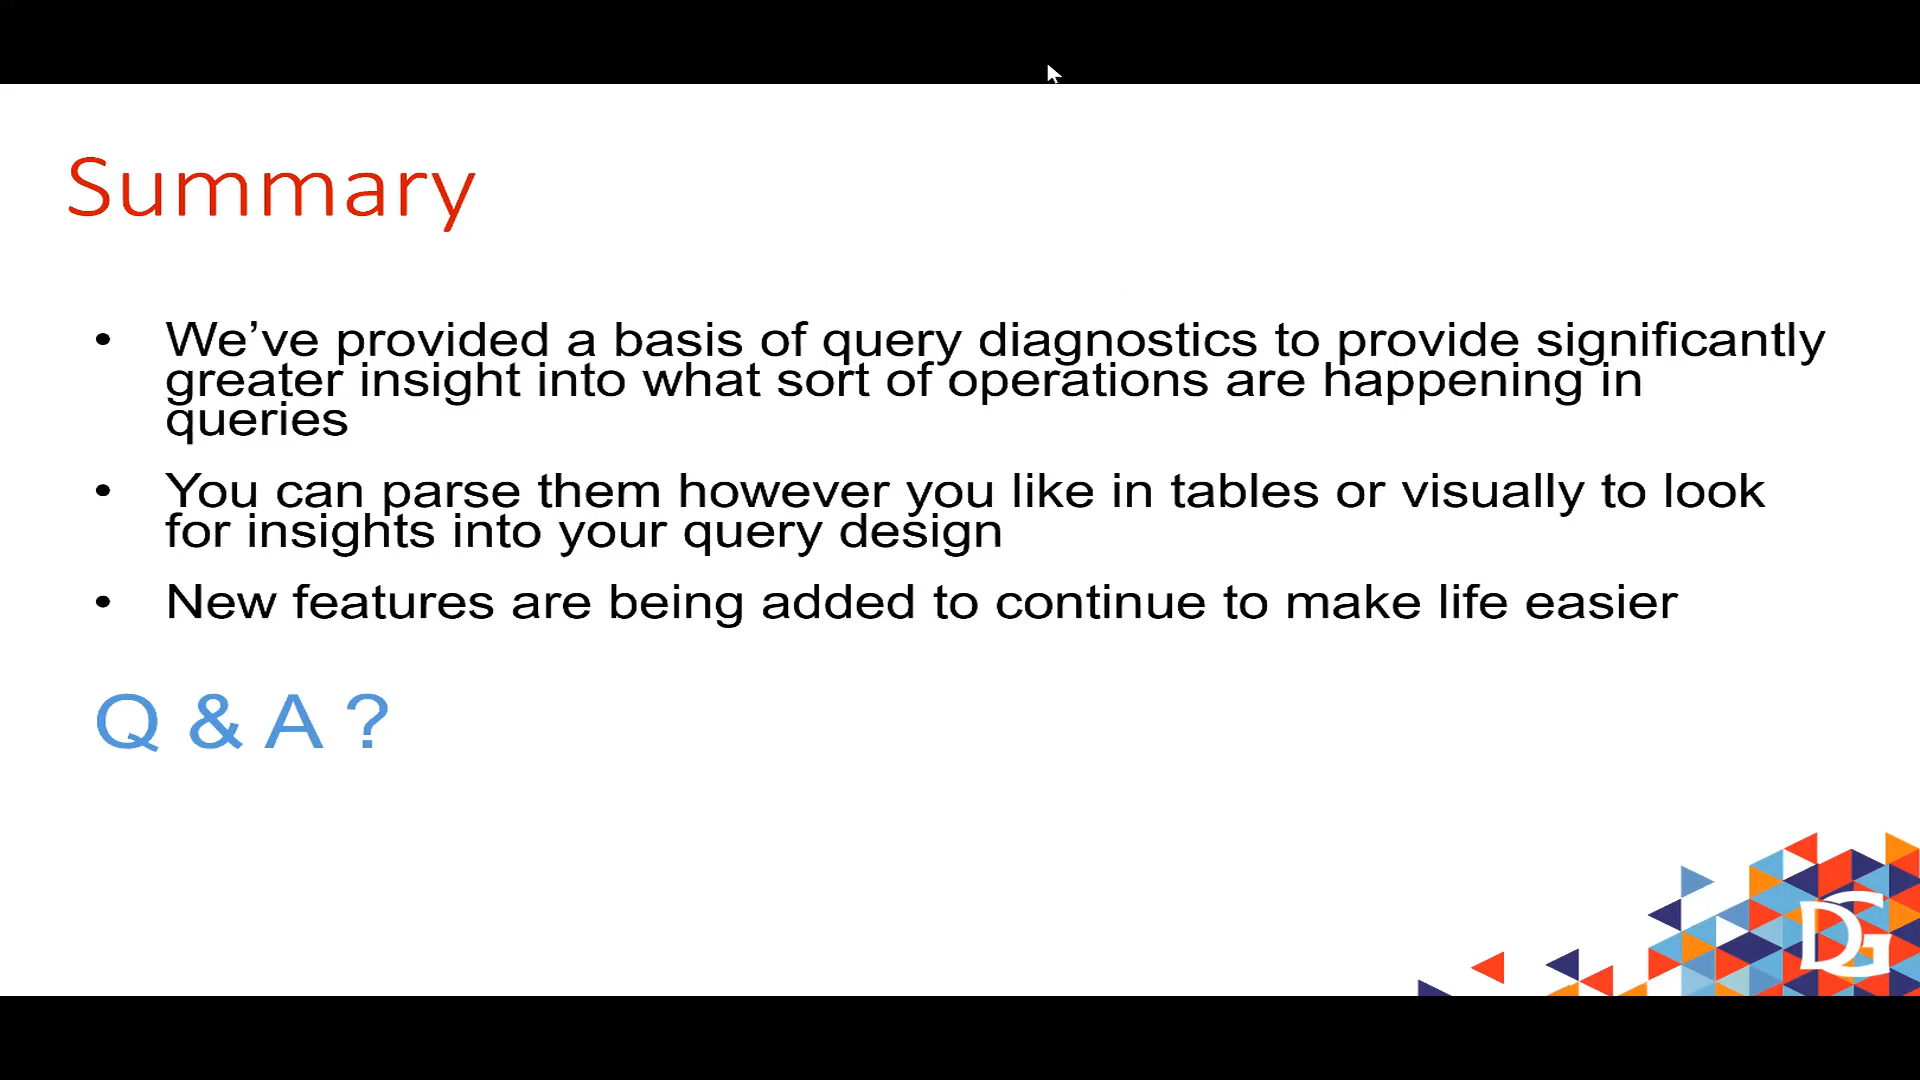 Summary
• We’ve provided a basis of query diagnostics to provide significantly
greater insight into what sort of operations are happening in
queries
• You can parse them however you like in tables or visually to look
for insights into your query design
• New features are being added to continue to make life easier
Q & A ?
DG